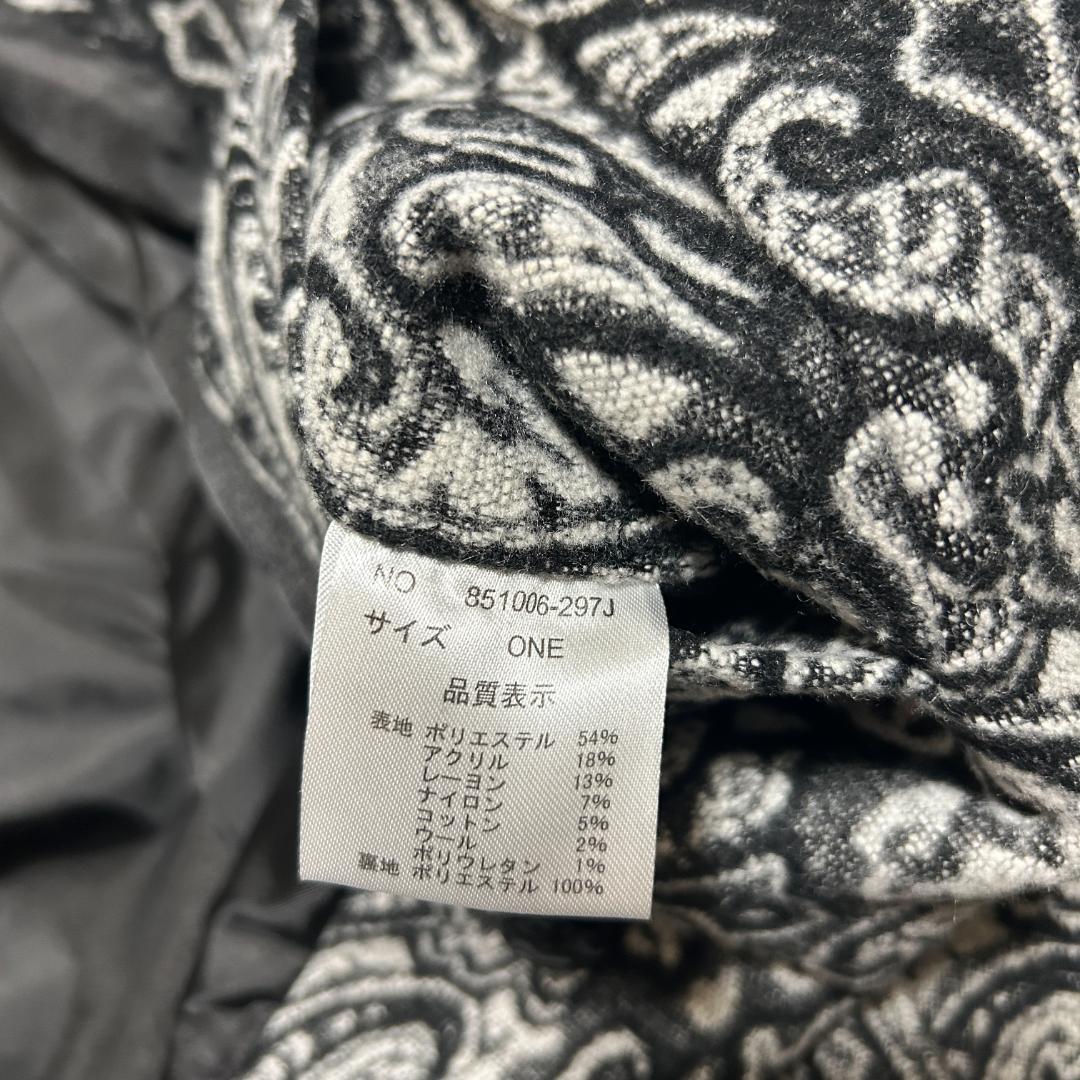 NO 851006-297J
サイズ ONE
品質表示
表地 ポリエステル 54%
アクリル 18%
レーヨン 13%
ナイロン 7%
コットン 5%
ウール 2%
ポリウレタン 1%
裏地 ポリエステル 100%